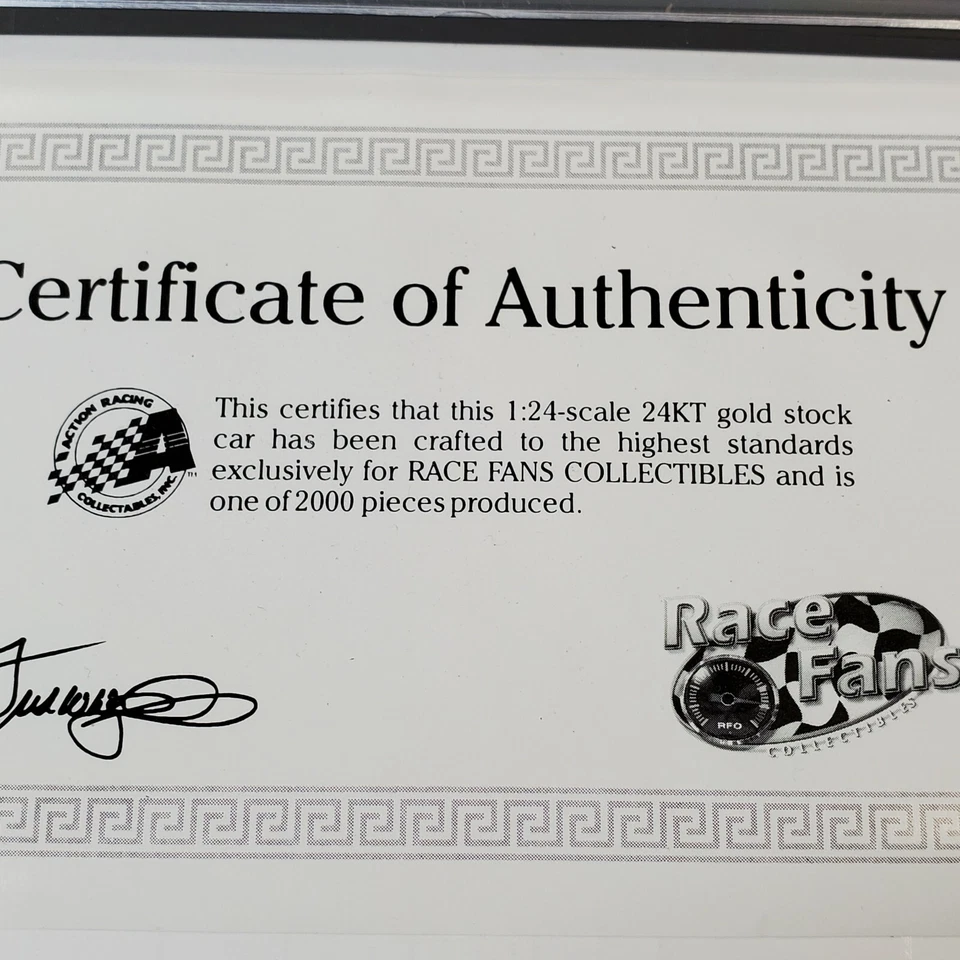 Certificate of Authenticity
ACTION RACING
COLLECTABLES, INC.
TM
This certifies that this 1:24-scale 24KT gold stock
car has been crafted to the highest standards
exclusively for RACE FANS COLLECTIBLES and is
one of 2000 pieces produced.
Race
Fans
RFO
COLLECTIBLES